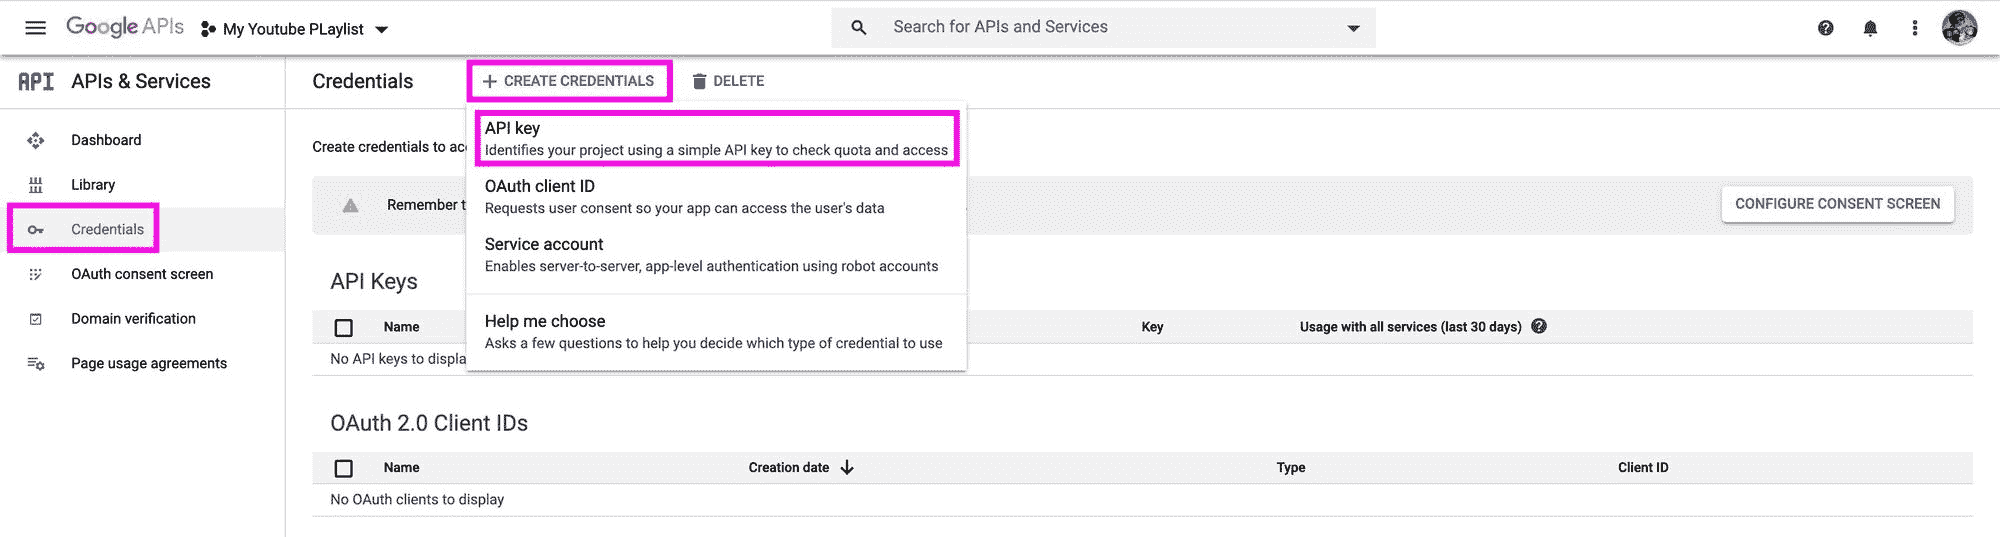 Google APIs
My Youtube PLaylist
Search for APIs and Services
API APIs & Services
Credentials
CREATE CREDENTIALS
DELETE
Dashboard
Library
Credentials
OAuth consent screen
Domain verification
Page usage agreements
Create credentials to
API key
Identifies your project using a simple API key to check quota and access
OAuth client ID
Requests user consent so your app can access the user's data
Service account
Enables server-to-server, app-level authentication using robot accounts
Help me choose
Asks a few questions to help you decide which type of credential to use
Remember
CONFIGURE CONSENT SCREEN
API Keys
Name Key Usage with all services (last 30 days)
No API keys to
OAuth 2.0 Client IDs
Name Creation date Type Client ID
No OAuth clients to display